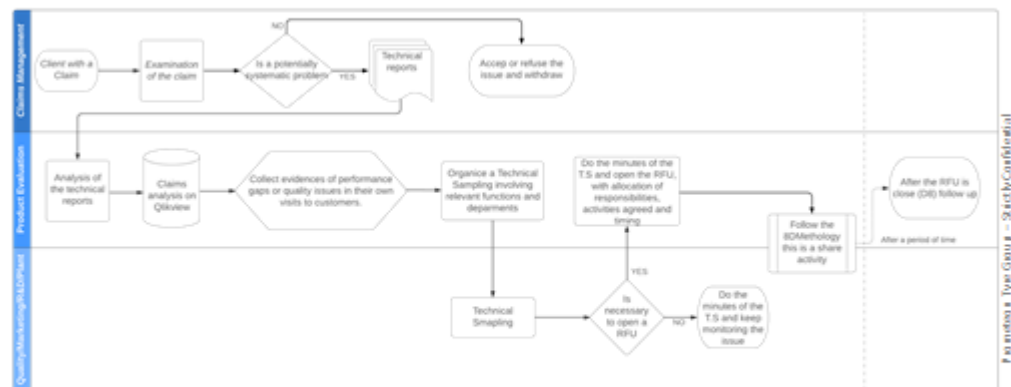 NO
Client with a
Claim
Examination
of the claim
Is a potentially
systematic problem
YES
Technical
reports
Accep or refuse the
issue and withdraw
Claims Management
Analysis of
the technical
reports
Claims
analysis on
Qlikview
Collect evidences of performance
gaps or quality issues in their own
visits to customers.
Organice a Technical
Sampling involving
relevant functions and
deparments
Do the minutes of the
T.S and open the RFU,
with allocation of
responsibilities,
activities agreed and
timing
Follow the
8DMethology
this is a share
activity
After the RFU is
close (D8) follow up
After a period of time
Product Evaluation
YES
Technical
Smapling
Is
necessary
to open a
RFU
NO
Do the
minutes of the
T.S and keep
monitoring the
issue
Quality/Marketing/R&D/Plant
Prometeon Tyre Group – Strictly Confidential